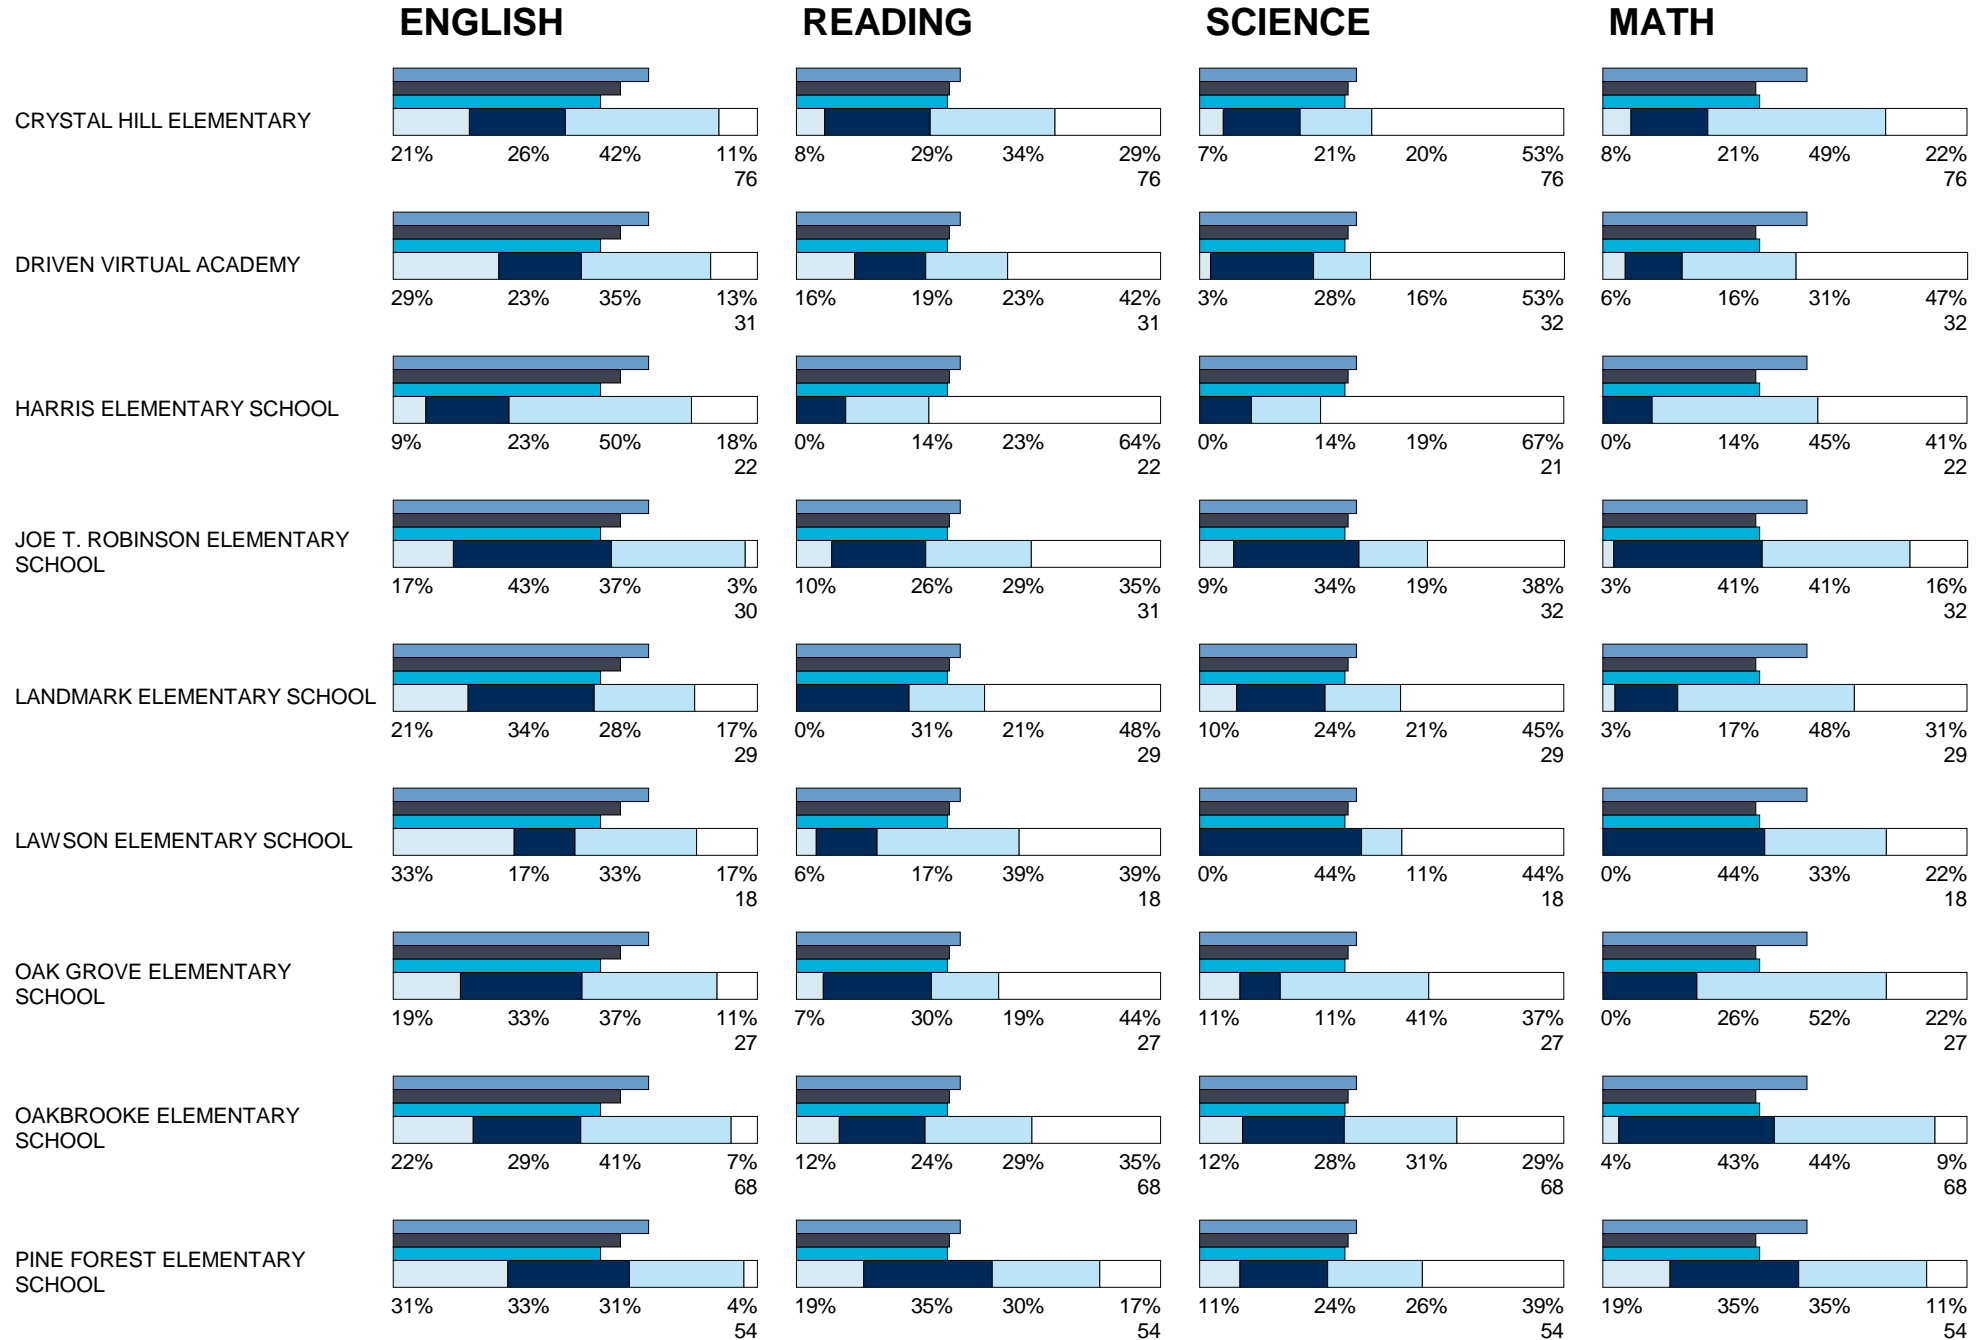 ENGLISH READING SCIENCE MATH
CRYSTAL HILL ELEMENTARY
21% 26% 42% 11% 8% 29% 34% 29% 7% 21% 20% 53% 8% 21% 49% 22%
76 76 76 76
DRIVEN VIRTUAL ACADEMY
29% 23% 35% 13% 16% 19% 23% 42% 3% 28% 16% 53% 6% 16% 31% 47%
31 31 32 32
HARRIS ELEMENTARY SCHOOL
9% 23% 50% 18% 0% 14% 23% 64% 0% 14% 19% 67% 0% 14% 45% 41%
22 22 21 22
JOE T. ROBINSON ELEMENTARY
SCHOOL
17% 43% 37% 3% 10% 26% 29% 35% 9% 34% 19% 38% 3% 41% 41% 16%
30 31 32 32
LANDMARK ELEMENTARY SCHOOL
21% 34% 28% 17% 0% 31% 21% 48% 10% 24% 21% 45% 3% 17% 48% 31%
29 29 29 29
LAWSON ELEMENTARY SCHOOL
33% 17% 33% 17% 6% 17% 39% 39% 0% 44% 11% 44% 0% 44% 33% 22%
18 18 18 18
OAK GROVE ELEMENTARY
SCHOOL
19% 33% 37% 11% 7% 30% 19% 44% 11% 11% 41% 37% 0% 26% 52% 22%
27 27 27 27
OAKBROOKE ELEMENTARY
SCHOOL
22% 29% 41% 7% 12% 24% 29% 35% 12% 28% 31% 29% 4% 43% 44% 9%
68 68 68 68
PINE FOREST ELEMENTARY
SCHOOL
31% 33% 31% 4% 19% 35% 30% 17% 11% 24% 26% 39% 19% 35% 35% 11%
54 54 54 54